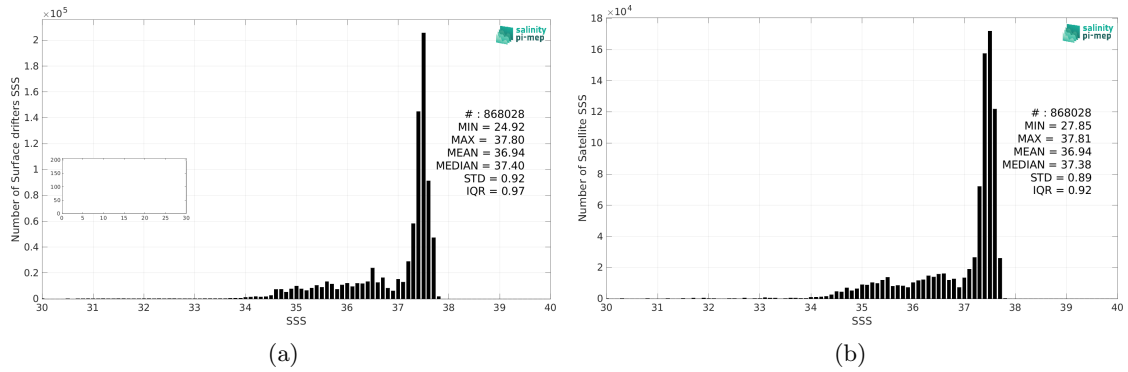 ×10⁵
2
1.8
1.6
1.4
1.2
1
0.8
0.6
0.4
0.2
0
Number of Surface drifters SSS
salinity
pi-mep
# : 868028
MIN = 24.92
MAX = 37.80
MEAN = 36.94
MEDIAN = 37.40
STD = 0.92
IQR = 0.97
200
150
100
50
0
0 5 10 15 20 25 30
30 31 32 33 34 35 36 37 38 39 40
SSS
(a)
×10⁴
18
16
14
12
10
8
6
4
2
0
Number of Satellite SSS
salinity
pi-mep
# : 868028
MIN = 27.85
MAX = 37.81
MEAN = 36.94
MEDIAN = 37.38
STD = 0.89
IQR = 0.92
30 31 32 33 34 35 36 37 38 39 40
SSS
(b)